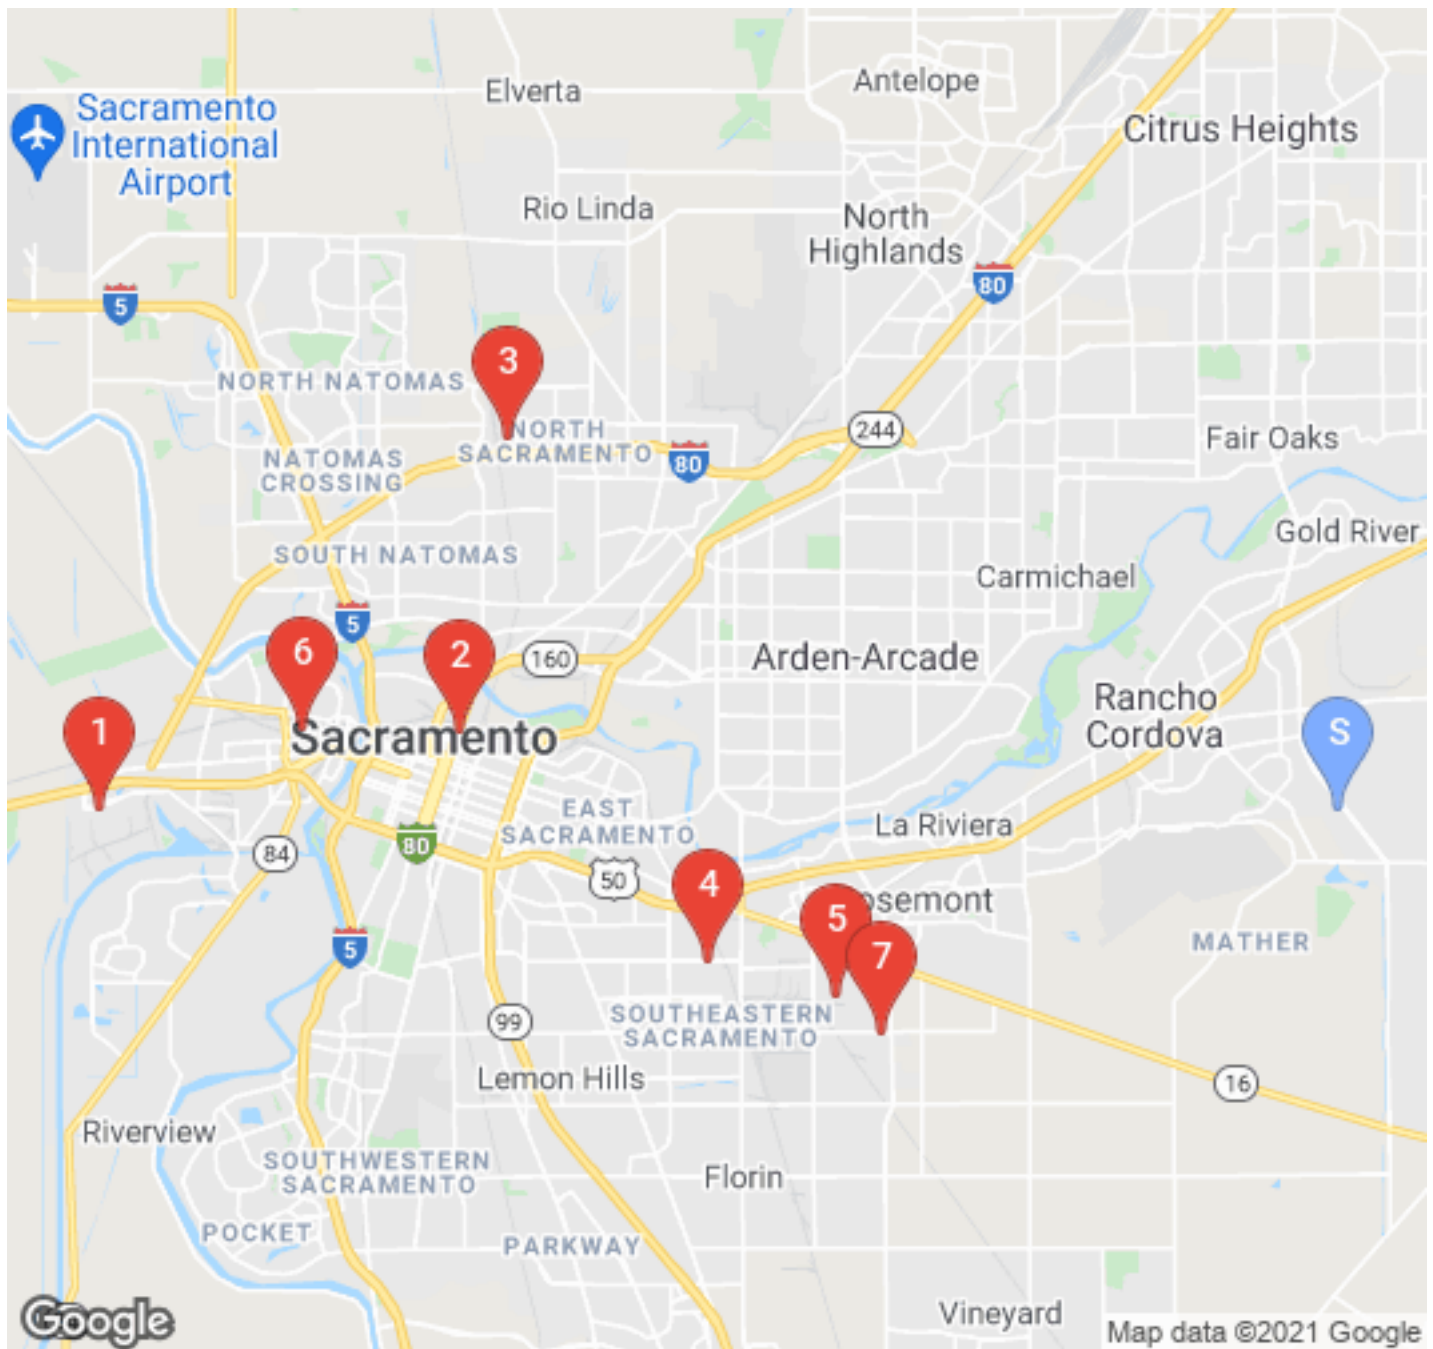 Elverta
Antelope
Sacramento
International
Airport
Citrus Heights
Rio Linda
North
Highlands
80
5
3
NORTH NATOMAS
244
NORTH
SACRAMENTO
Fair Oaks
NATOMAS
CROSSING
80
Gold River
SOUTH NATOMAS
Carmichael
5
6
2
160
Arden-Arcade
Rancho
Cordova
1
S
Sacramento
EAST
SACRAMENTO
La Riviera
80
84
50
4
osemont
5
7
MATHER
5
SOUTHEASTERN
SACRAMENTO
99
Lemon Hills
16
Riverview
SOUTHWESTERN
SACRAMENTO
Florin
POCKET
PARKWAY
Vineyard
Google
Map data ©2021 Google